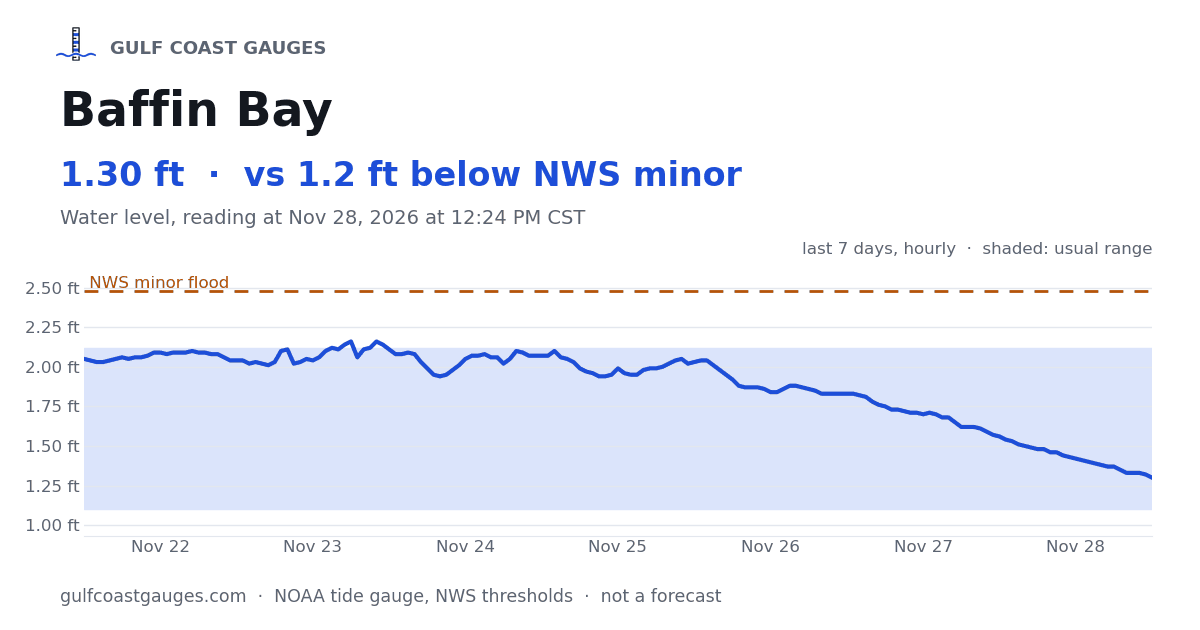 GULF COAST GAUGES
Baffin Bay
1.30 ft · vs 1.2 ft below NWS minor
Water level, reading at Nov 28, 2026 at 12:24 PM CST
last 7 days, hourly · shaded: usual range
NWS minor flood
2.50 ft
2.25 ft
2.00 ft
1.75 ft
1.50 ft
1.25 ft
1.00 ft
Nov 22 Nov 23 Nov 24 Nov 25 Nov 26 Nov 27 Nov 28
gulfcoastgauges.com · NOAA tide gauge, NWS thresholds · not a forecast